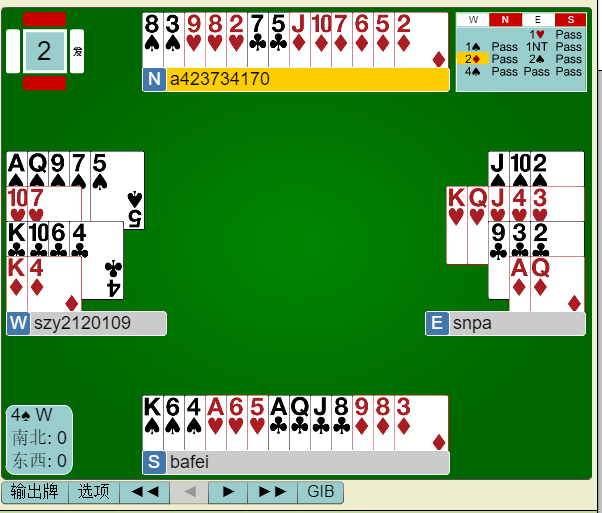 8 3 9 8 2 7 5 J 10 7 6 5 2
N a423734170
2 发
W N E S
1♥ Pass
1♠ Pass 1NT Pass
2♦ Pass 2♠ Pass
4♠ Pass Pass Pass
A Q 9 7 5
5
10 7
K 10 6 4
4
K 4
W szy2120109
J 10 2
K Q J 4 3
9 3 2
A Q
E snpa
K 6 4 A 6 5 A Q J 8 9 8 3
S bafei
4♠ W
南北: 0
东西: 0
输出牌 选项 ◄◄ ◄ ► ►► GIB